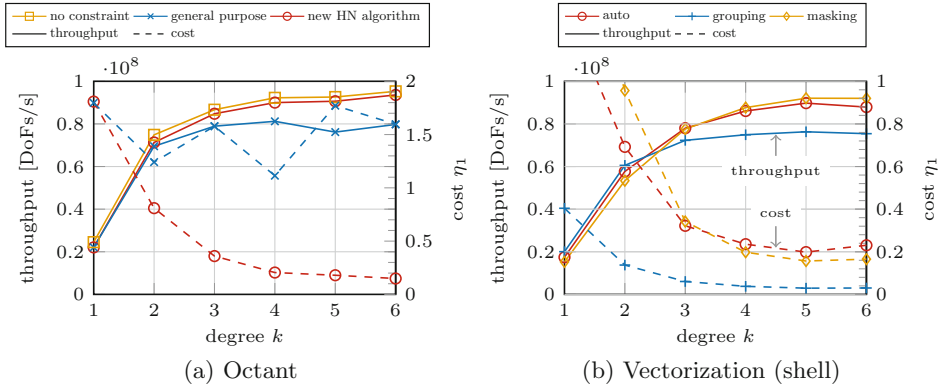 no constraint general purpose new HN algorithm
throughput cost
auto grouping masking
throughput cost
·10⁸
1
0.8
0.6
0.4
0.2
0
throughput [DoFs/s]
2
1.5
1
0.5
0
cost η₁
1 2 3 4 5 6
degree k
(a) Octant
·10⁸
1
0.8
0.6
0.4
0.2
0
throughput [DoFs/s]
throughput
cost
1
0.8
0.6
0.4
0.2
0
cost η₁
1 2 3 4 5 6
degree k
(b) Vectorization (shell)